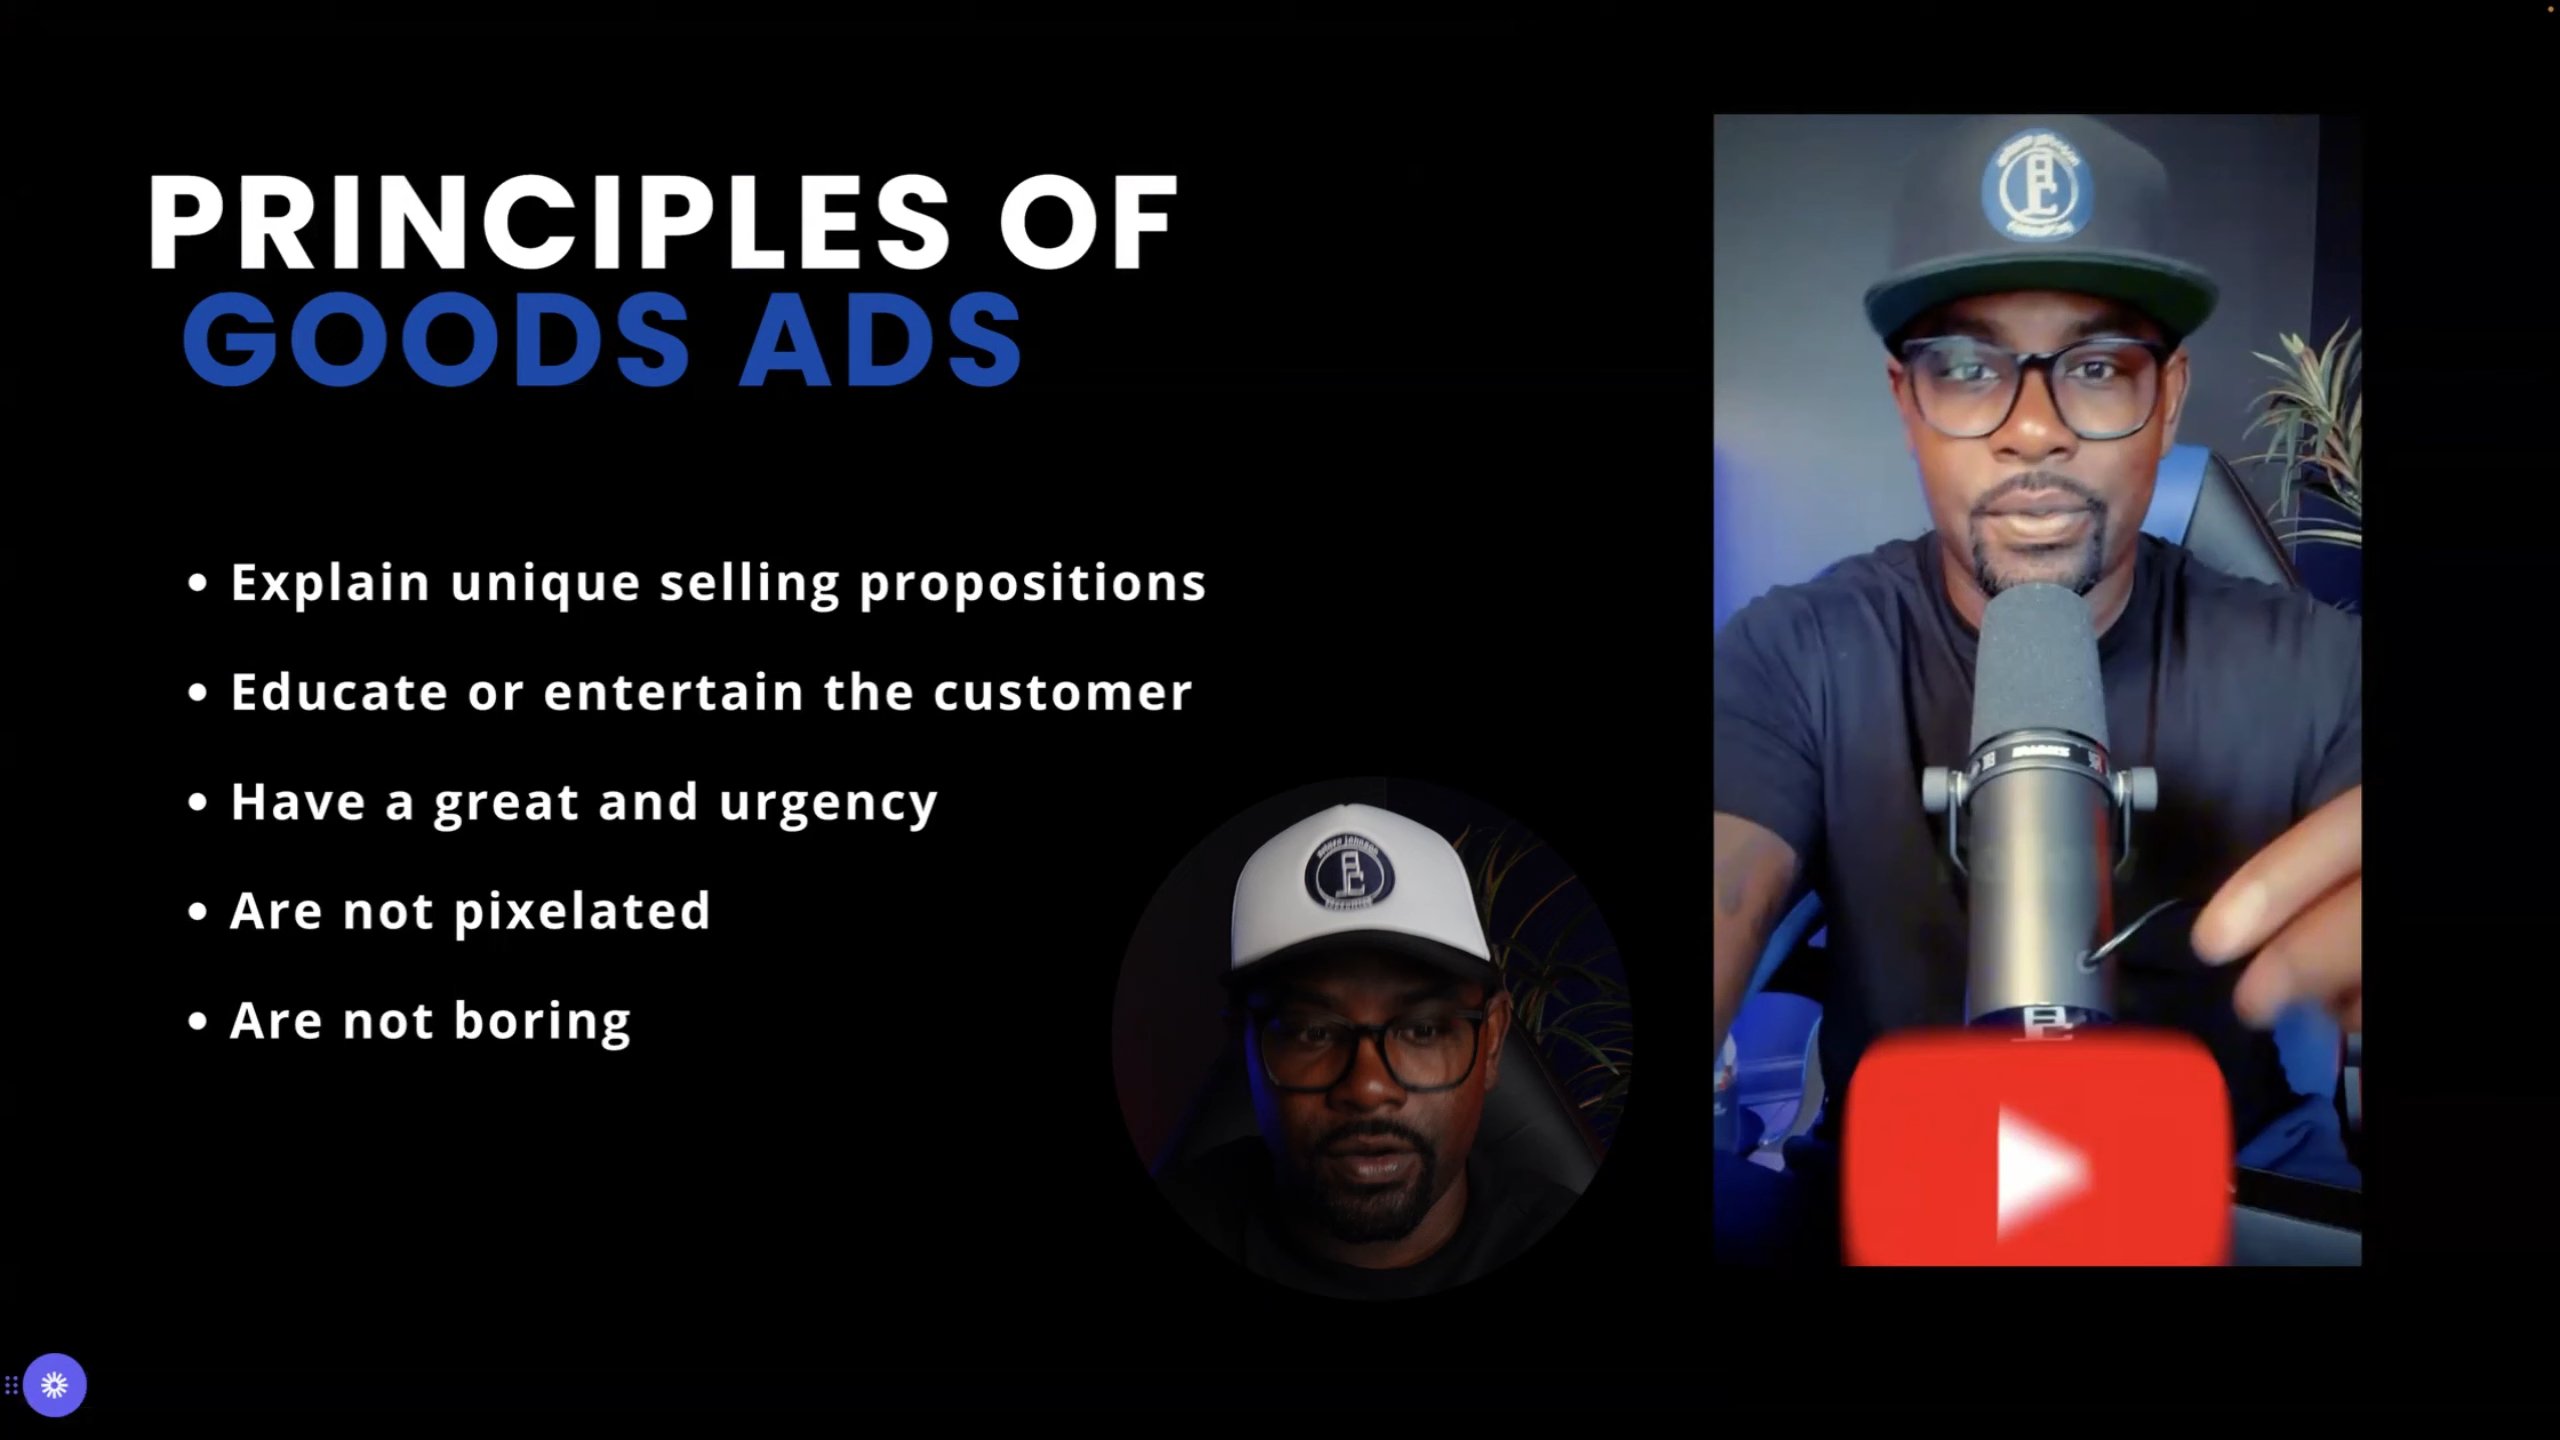 PRINCIPLES OF
GOODS ADS
• Explain unique selling propositions
• Educate or entertain the customer
• Have a great and urgency
• Are not pixelated
• Are not boring